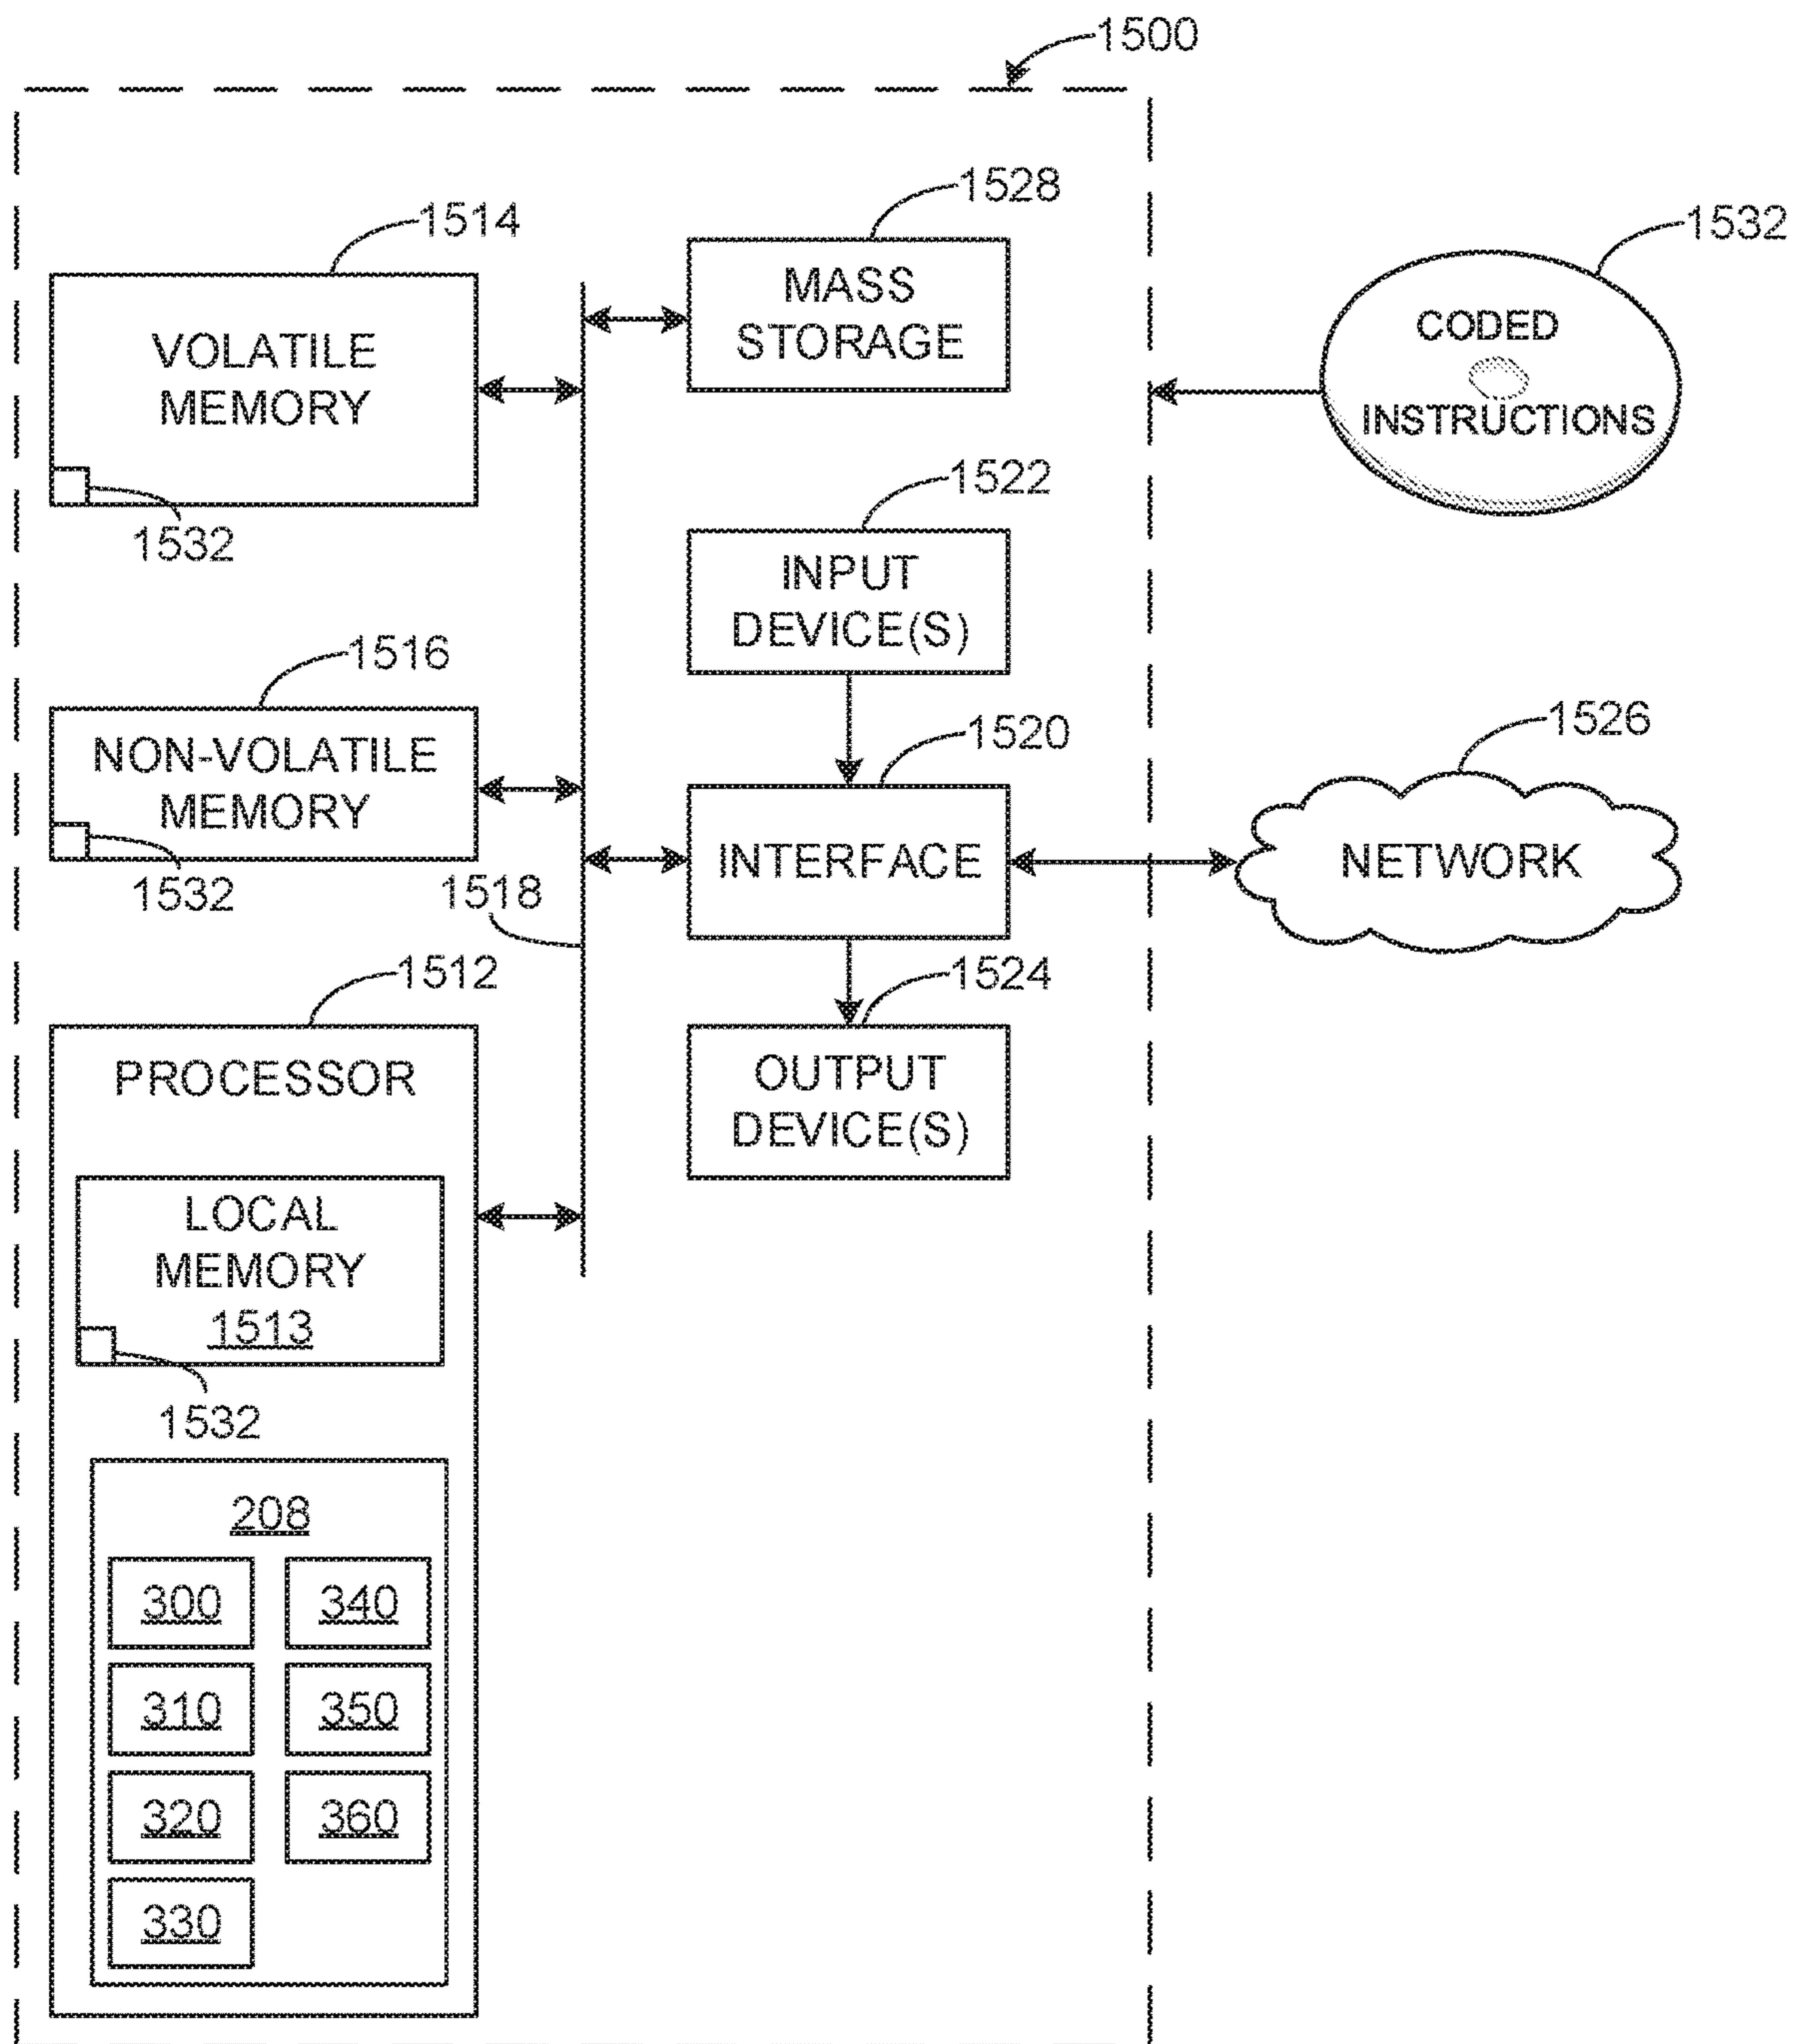 1500
1528
1514
1532
MASS
STORAGE
VOLATILE
MEMORY
CODED
INSTRUCTIONS
1522
1532
INPUT
DEVICE(S)
1516
1526
1520
NON-VOLATILE
MEMORY
INTERFACE
NETWORK
1532
1518
1512
1524
PROCESSOR
OUTPUT
DEVICE(S)
LOCAL
MEMORY
1513
1532
208
300
340
310
350
320
360
330